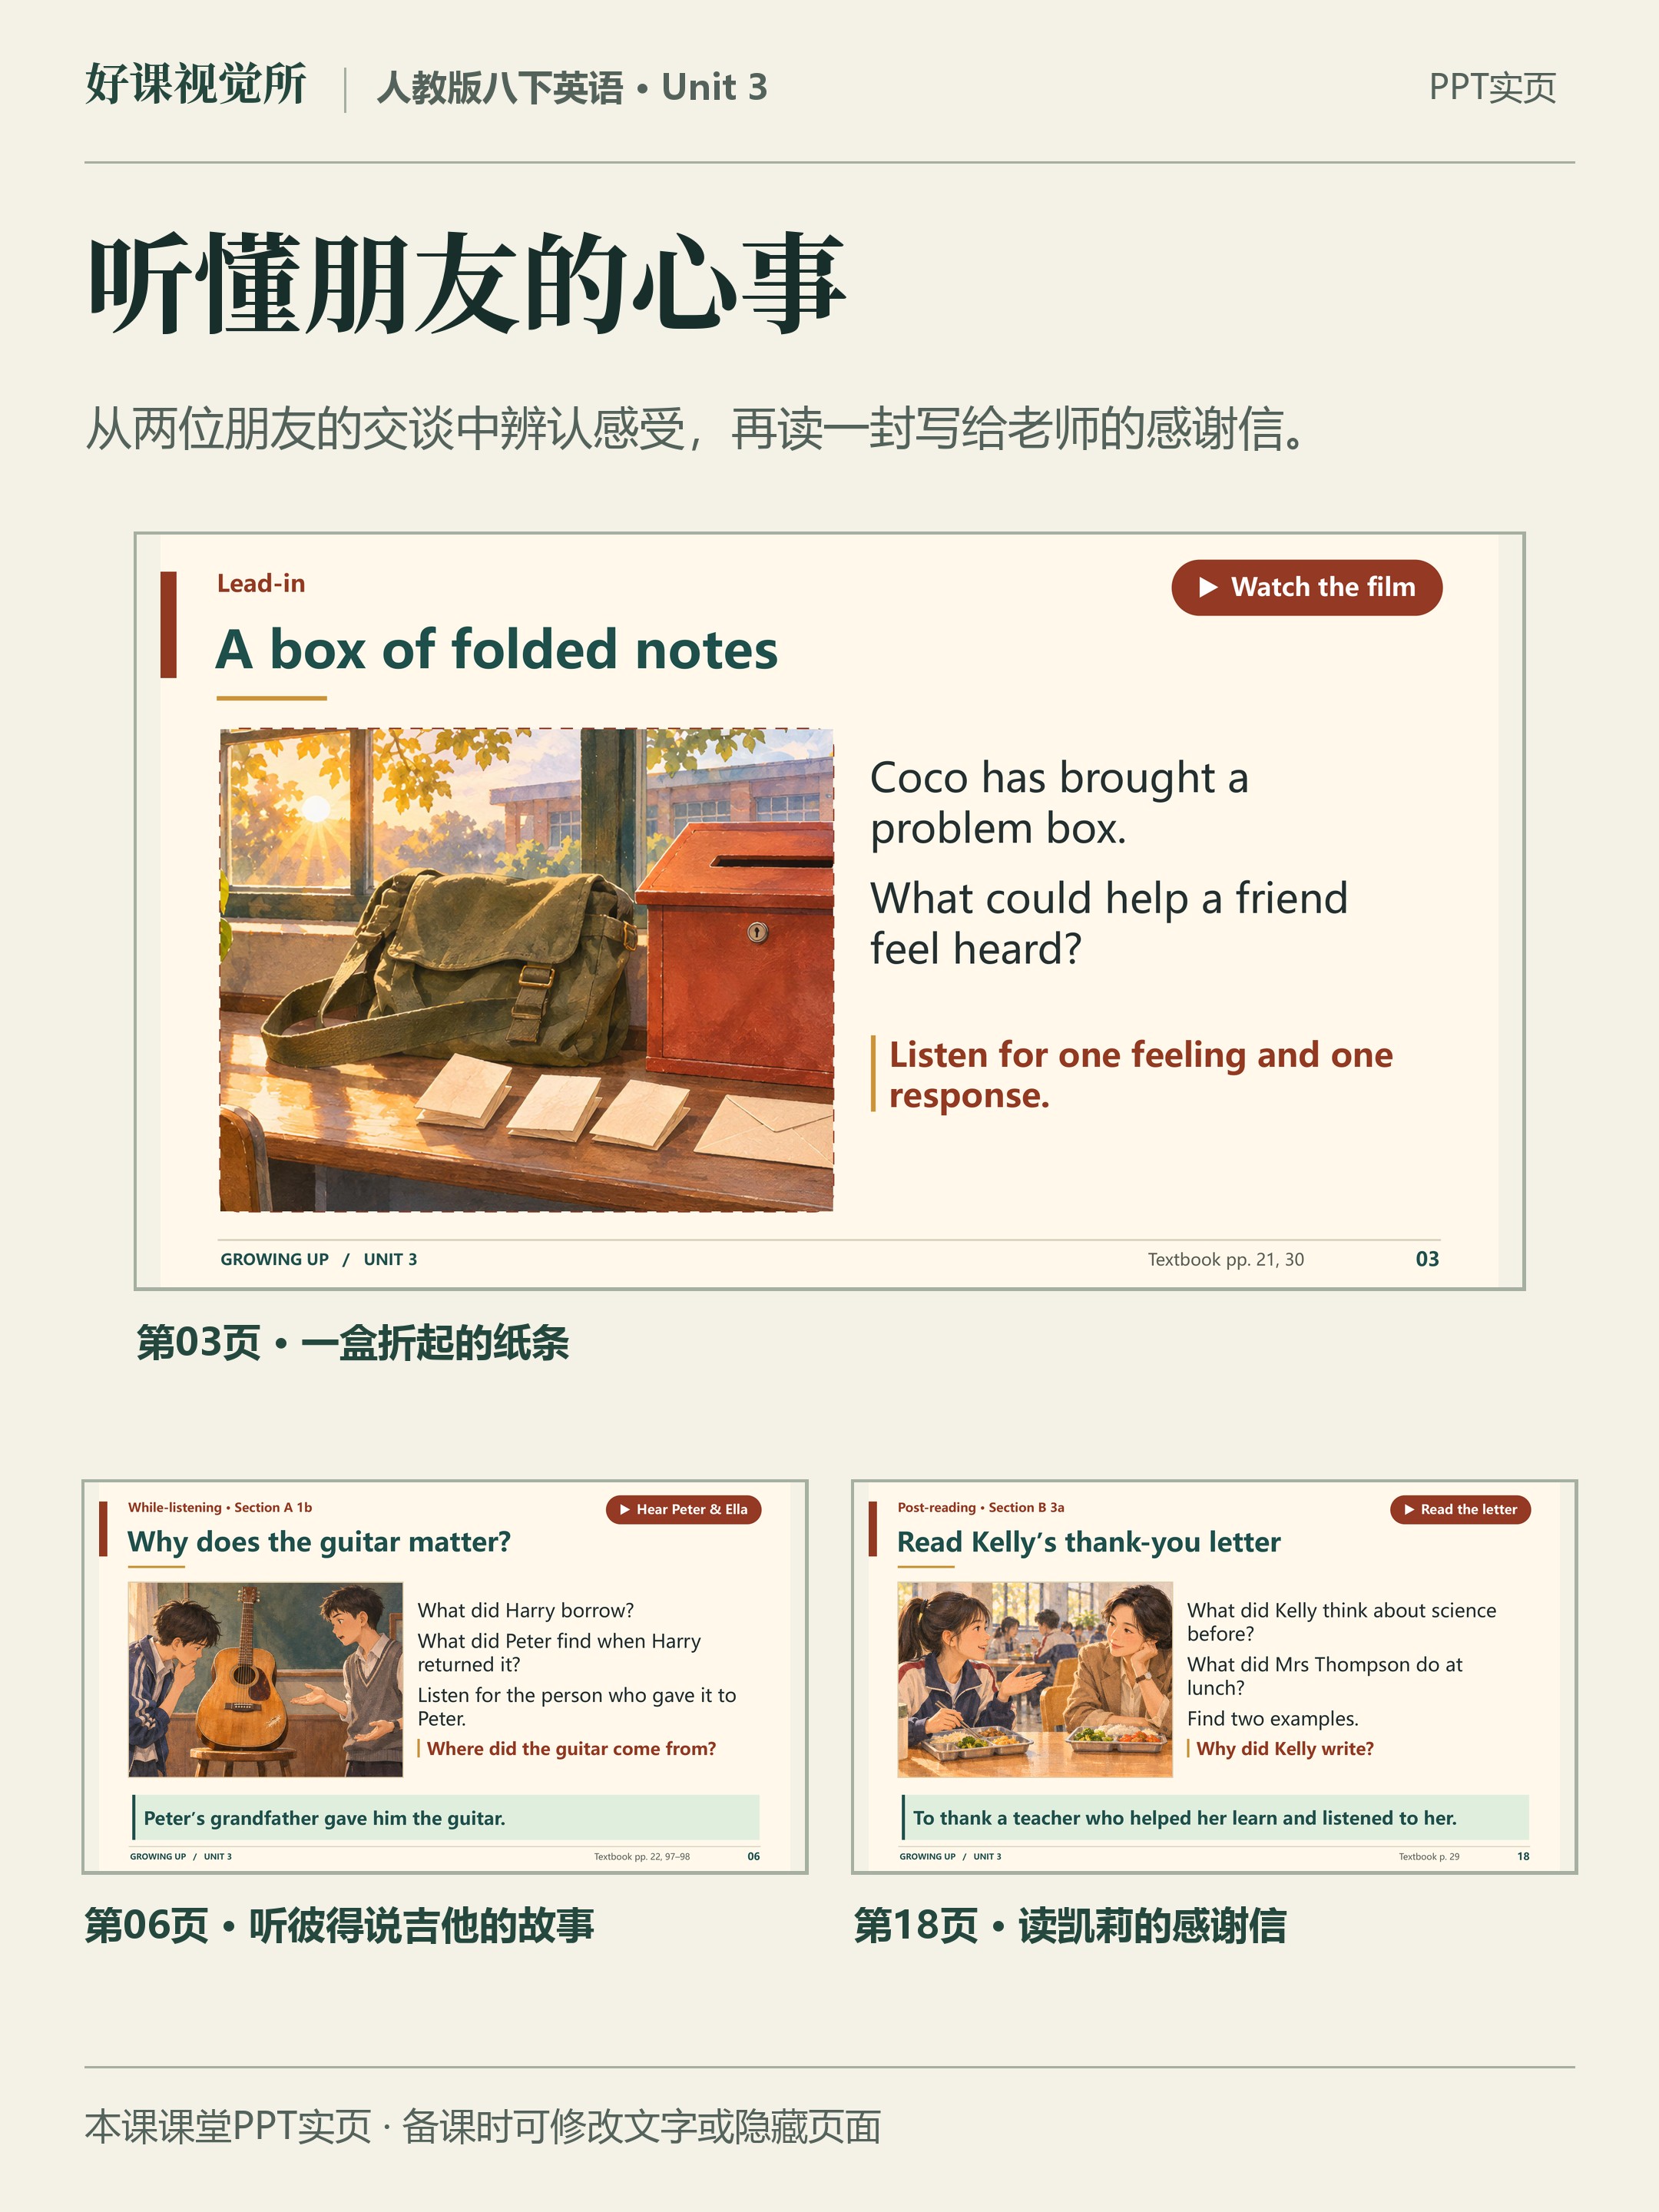 好课视觉所
人教版八下英语 • Unit 3
PPT实页
听懂朋友的心事
从两位朋友的交谈中辨认感受，再读一封写给老师的感谢信。
Lead-in
▶ Watch the film
A box of folded notes
Coco has brought a
problem box.
What could help a friend
feel heard?
Listen for one feeling and one
response.
GROWING UP / UNIT 3
Textbook pp. 21, 30
03
第03页 • 一盒折起的纸条
While-listening • Section A 1b
▶ Hear Peter & Ella
Why does the guitar matter?
What did Harry borrow?
What did Peter find when Harry
returned it?
Listen for the person who gave it to
Peter.
Where did the guitar come from?
Peter’s grandfather gave him the guitar.
GROWING UP / UNIT 3
Textbook pp. 22, 97–98
06
第06页 • 听彼得说吉他的故事
Post-reading • Section B 3a
▶ Read the letter
Read Kelly’s thank-you letter
What did Kelly think about science
before?
What did Mrs Thompson do at
lunch?
Find two examples.
Why did Kelly write?
To thank a teacher who helped her learn and listened to her.
GROWING UP / UNIT 3
Textbook p. 29
18
第18页 • 读凯莉的感谢信
本课课堂PPT实页 · 备课时可修改文字或隐藏页面